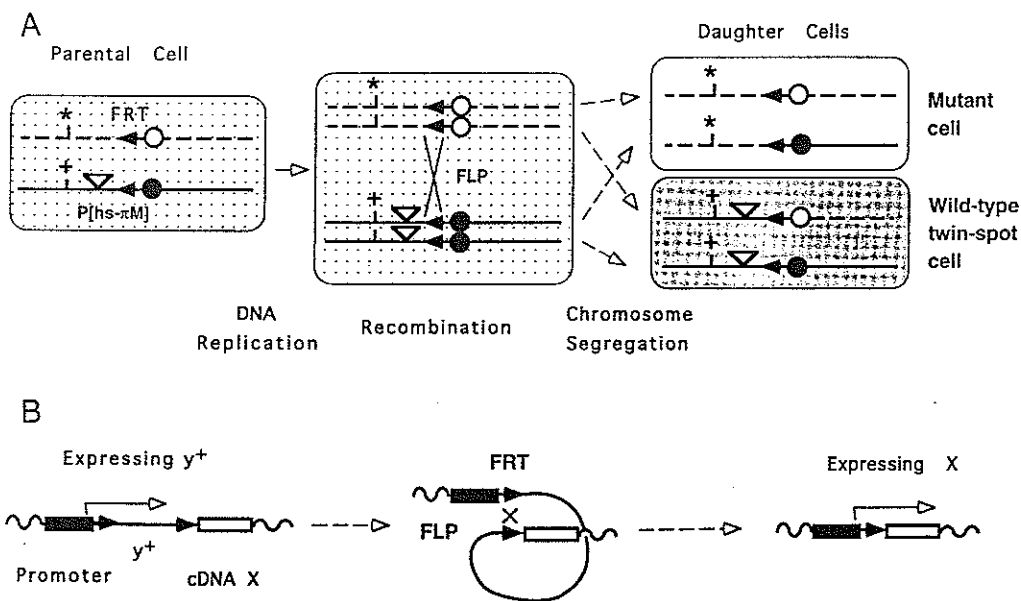 A
Parental Cell
Daughter Cells
*
FRT
+
P[hs-πM]
*
*
FLP
+
+
*
*
Mutant
cell
+
+
Wild-type
twin-spot
cell
DNA
Replication
Recombination
Chromosome
Segregation
B
Expressing y+
y+
Promoter
cDNA X
FRT
FLP
Expressing X